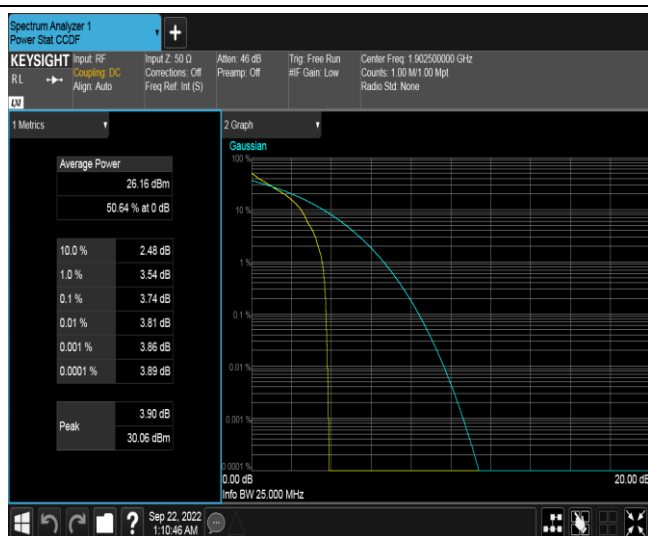 Spectrum Analyzer 1
Power Stat CCDF
+
KEYSIGHT
RL
LXI
Input: RF
Coupling: DC
Align: Auto
Input Z: 50 Ω
Corrections: Off
Freq Ref: Int (S)
Atten: 46 dB
Preamp: Off
Trig: Free Run
#IF Gain: Low
Center Freq: 1.902500000 GHz
Counts: 1.00 M/1.00 Mpt
Radio Std: None
1 Metrics
Average Power
26.16 dBm
50.64 % at 0 dB
10.0 % 2.48 dB
1.0 % 3.54 dB
0.1 % 3.74 dB
0.01 % 3.81 dB
0.001 % 3.86 dB
0.0001 % 3.89 dB
Peak
3.90 dB
30.06 dBm
2 Graph
Gaussian
100 %
10 %
1 %
0.1 %
0.01 %
0.001 %
0.0001 %
0.00 dB 20.00 dB
Info BW 25.000 MHz
?
Sep 22, 2022
1:10:46 AM